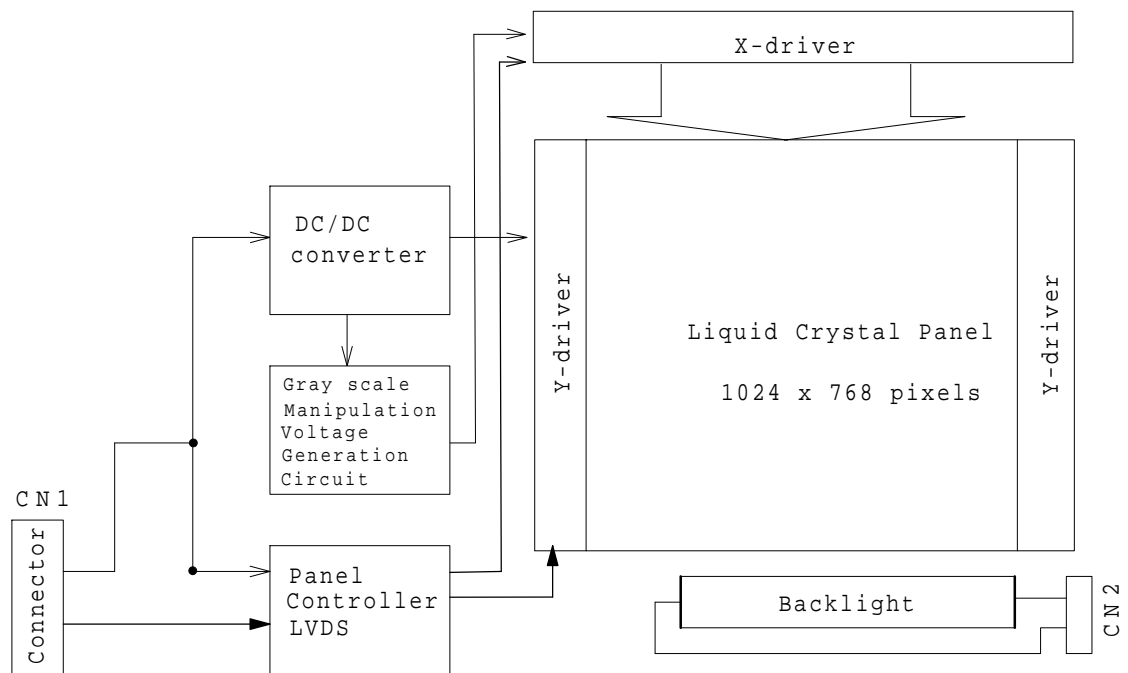 X-driver
DC/DC
converter
Y-driver
Liquid Crystal Panel
1024 x 768 pixels
Y-driver
Gray scale
Manipulation
Voltage
Generation
Circuit
CN1
Connector
Panel
Controller
LVDS
Backlight
CN2